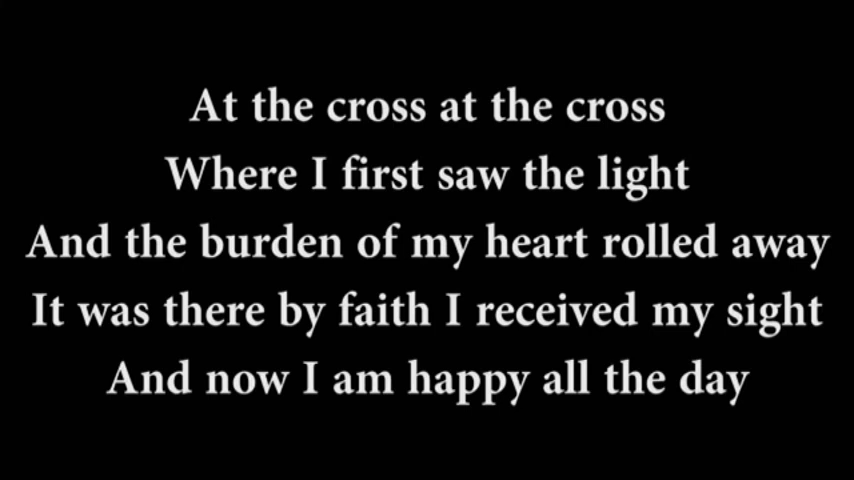 At the cross at the cross
Where I first saw the light
And the burden of my heart rolled away
It was there by faith I received my sight
And now I am happy all the day